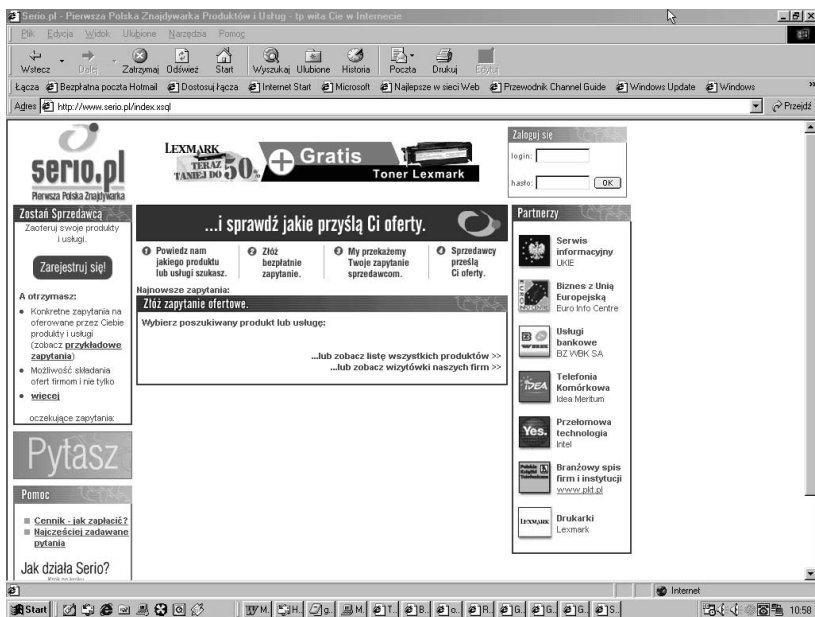 Serio.pl - Pierwsza Polska Znajdywarka Produktów i Usług - tp wita Cie w Internecie
Plik Edycja Widok Ulubione Narzędzia Pomoc
Wstecz Dalej Zatrzymaj Odśwież Start Wyszukaj Ulubione Historia Poczta Drukuj Edytuj
Łącza Bezpłatna poczta Hotmail Dostosuj łącza Internet Start Microsoft Najlepsze w sieci Web Przewodnik Channel Guide Windows Update Windows »
Adres http://www.serio.pl/index.xsql Przejdź
serio.pl
Pierwsza Polska Znajdywarka
LEXMARK
TERAZ
TANIEJ DO 50%
+ Gratis
Toner Lexmark
Zaloguj się
login:
hasło: OK
Zostań Sprzedawcą
Zaoferuj swoje produkty
i usługi.
Zarejestruj się!
A otrzymasz:
Konkretne zapytania na
oferowane przez Ciebie
produkty i usługi
(zobacz przykładowe
zapytania)
Możliwość składania
ofert firmom i nie tylko
więcej
oczekujące zapytania:
Pytasz
Pomoc
Cennik - jak zapłacić?
Najczęściej zadawane
pytania
Jak działa Serio?
Krok po kroku
...i sprawdź jakie przyślą Ci oferty.
1 Powiedz nam
jakiego produktu
lub usługi szukasz.
2 Złóż
bezpłatnie
zapytanie.
3 My przekażemy
Twoje zapytanie
sprzedawcom.
4 Sprzedawcy
prześlą
Ci oferty.
Najnowsze zapytania:
Złóż zapytanie ofertowe.
Wybierz poszukiwany produkt lub usługę:
...lub zobacz listę wszystkich produktów >>
...lub zobacz wizytówki naszych firm >>
Partnerzy
Serwis
informacyjny
UKIE
Biznes z Unią
Europejską
Euro Info Centre
Usługi
bankowe
BZ WBK SA
IDEA
Telefonia
Komórkowa
Idea Meritum
Yes.
Przełomowa
technologia
Intel
Branżowy spis
firm i instytucji
www.pkt.pl
LEXMARK
Drukarki
Lexmark
Internet
Start M. H. g.. M. T.. B.. o.. R.. G. G. G. S.. 10:58